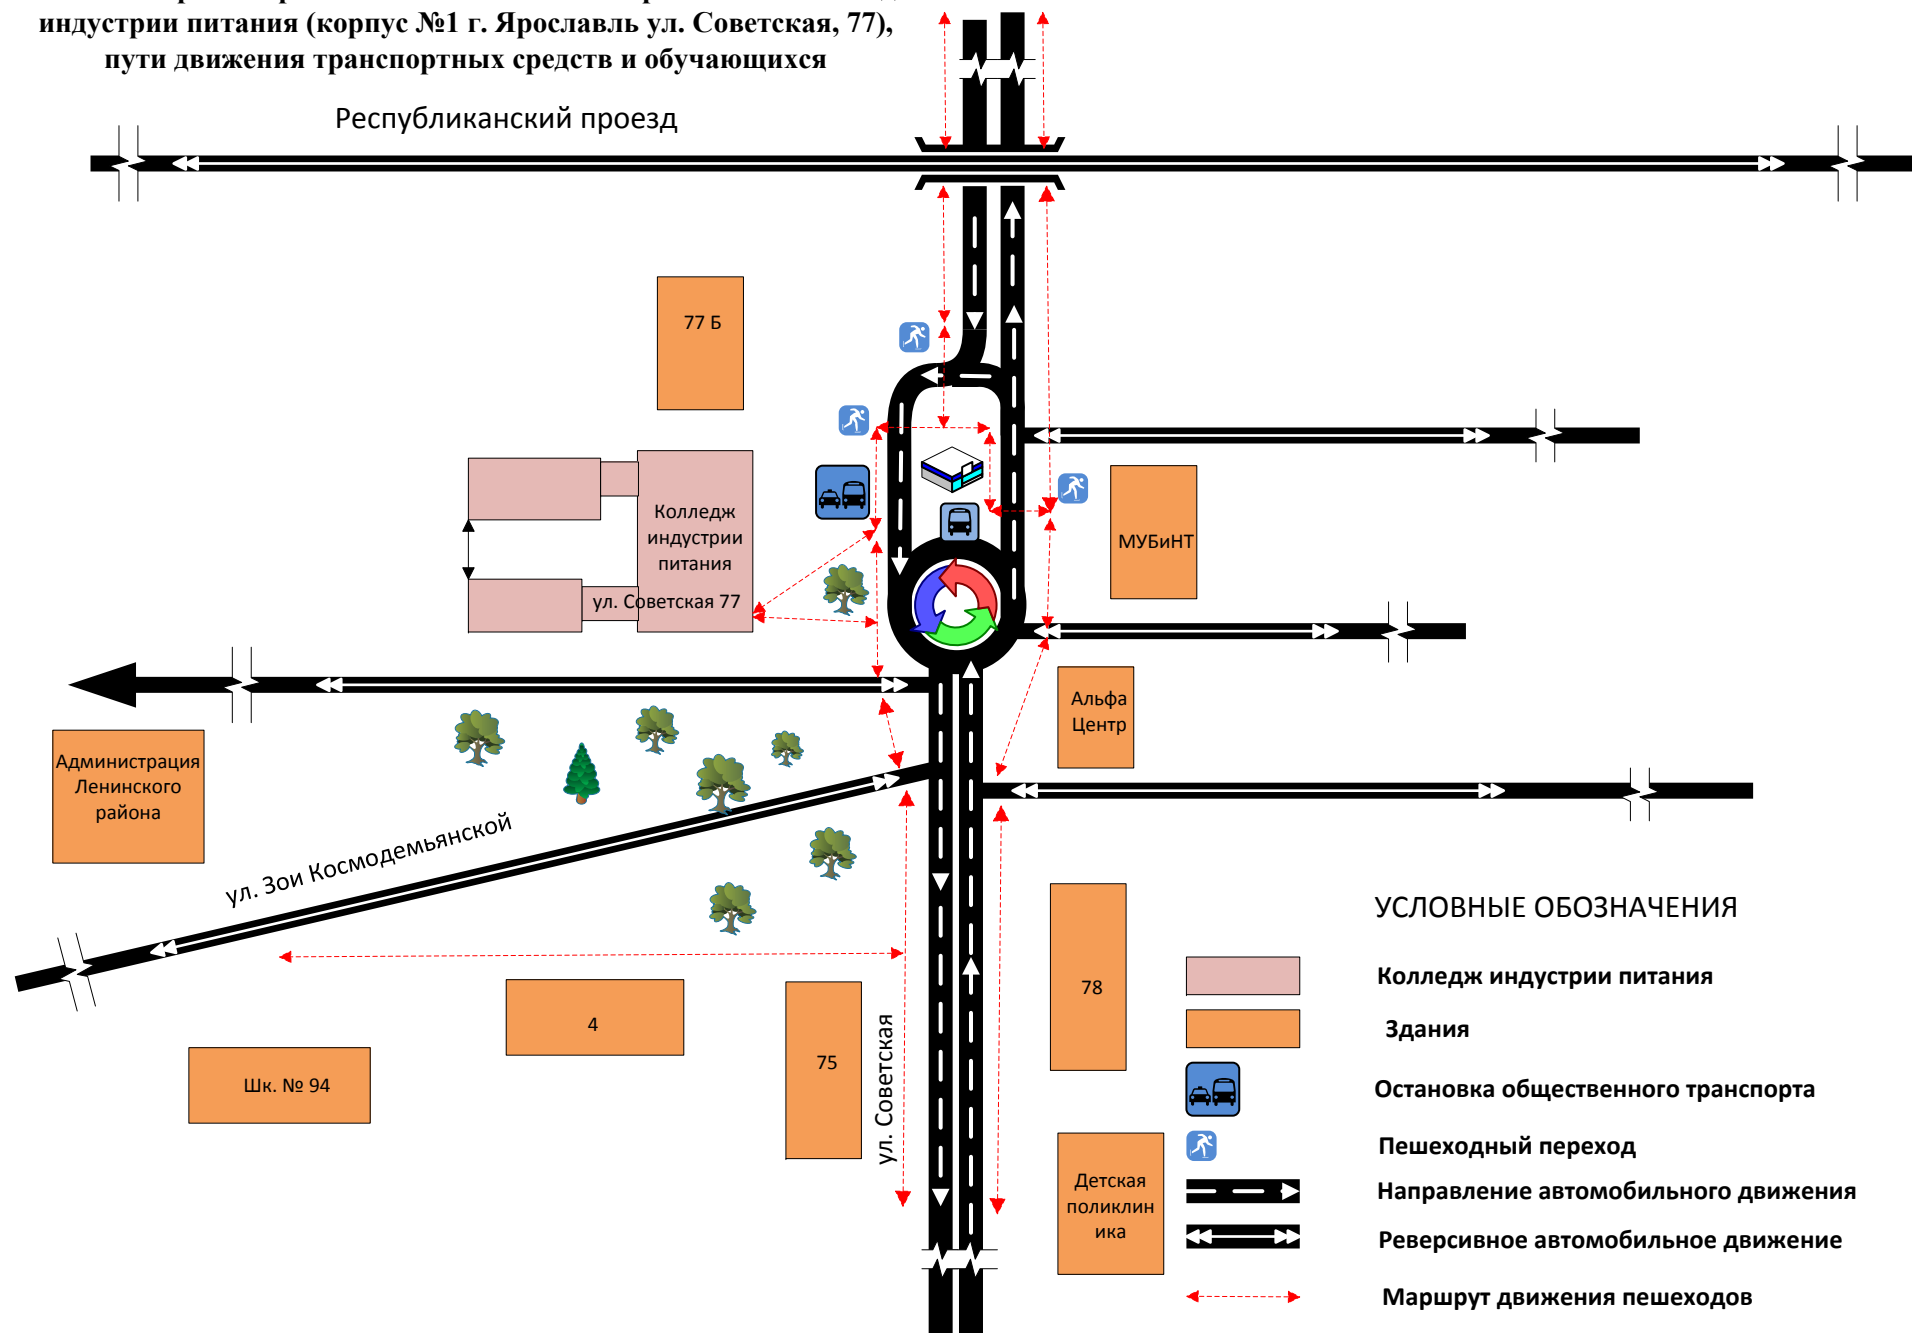 индустрии питания (корпус №1 г. Ярославль ул. Советская, 77),
пути движения транспортных средств и обучающихся
Республиканский проезд
77 Б
Колледж
индустрии
питания
ул. Советская 77
МУБиНТ
Альфа
Центр
Администрация
Ленинского
района
ул. Зои Космодемьянской
78
4
75
Шк. № 94
ул. Советская
Детская
поликлин
ика
УСЛОВНЫЕ ОБОЗНАЧЕНИЯ
Колледж индустрии питания
Здания
Остановка общественного транспорта
Пешеходный переход
Направление автомобильного движения
Реверсивное автомобильное движение
Маршрут движения пешеходов